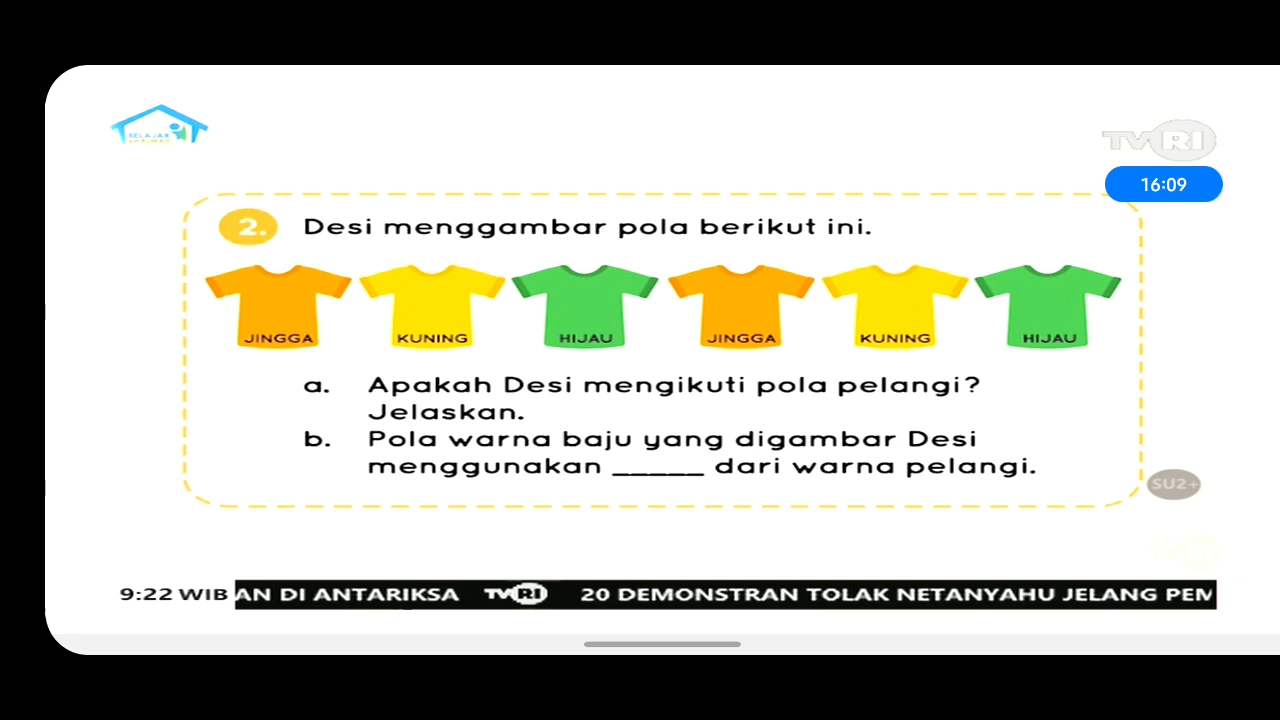 BELAJAR
TVRI
16:09
2. Desi menggambar pola berikut ini.
JINGGA KUNING HIJAU JINGGA KUNING HIJAU
a. Apakah Desi mengikuti pola pelangi?
Jelaskan.
b. Pola warna baju yang digambar Desi
menggunakan _____ dari warna pelangi.
SU2+
9:22 WIB AN DI ANTARIKSA TVRI 20 DEMONSTRAN TOLAK NETANYAHU JELANG PEM